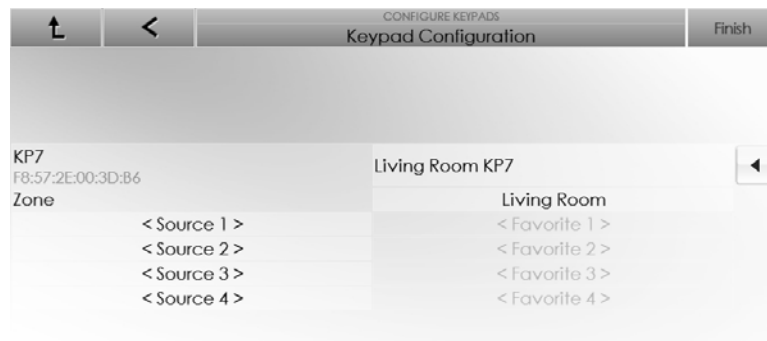 CONFIGURE KEYPADS
Keypad Configuration
Finish
KP7
F8:57:2E:00:3D:B6
Living Room KP7
Zone
Living Room
< Source 1 >
< Favorite 1 >
< Source 2 >
< Favorite 2 >
< Source 3 >
< Favorite 3 >
< Source 4 >
< Favorite 4 >